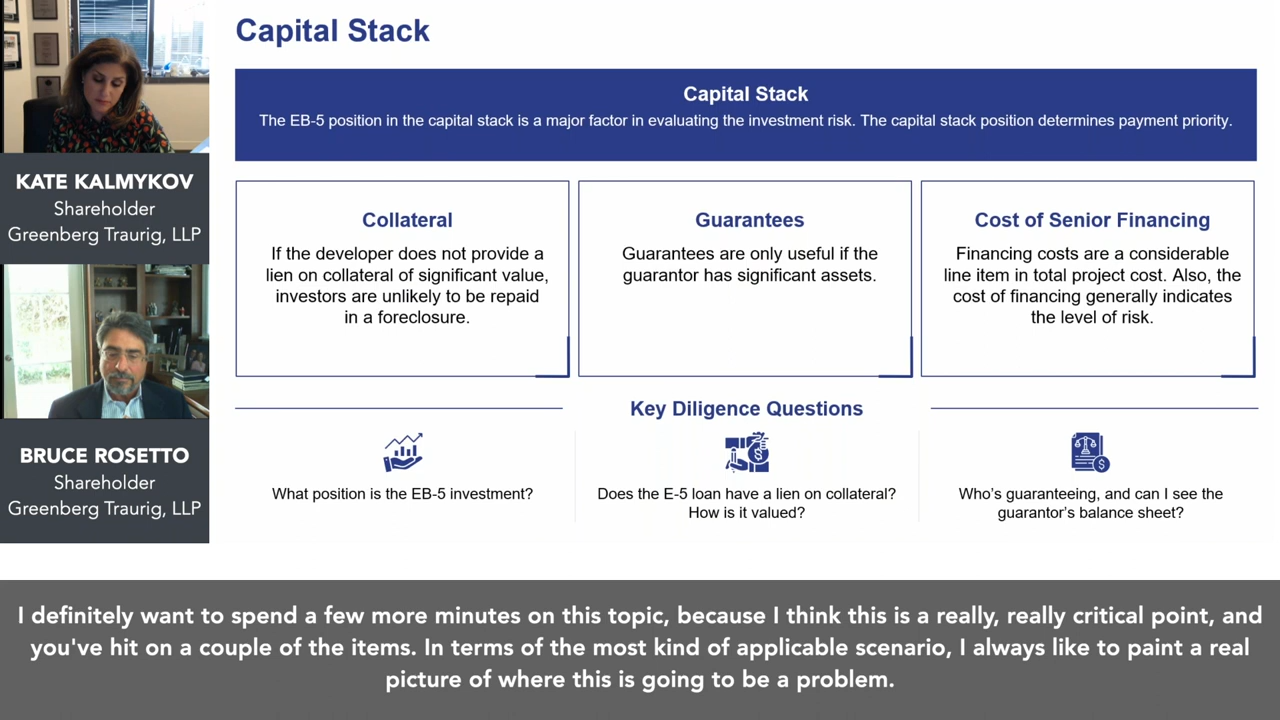 Capital Stack
Capital Stack
The EB-5 position in the capital stack is a major factor in evaluating the investment risk. The capital stack position determines payment priority.
KATE KALMYKOV
Shareholder
Greenberg Traurig, LLP
BRUCE ROSETTO
Shareholder
Greenberg Traurig, LLP
Collateral
If the developer does not provide a
lien on collateral of significant value,
investors are unlikely to be repaid
in a foreclosure.
Guarantees
Guarantees are only useful if the
guarantor has significant assets.
Cost of Senior Financing
Financing costs are a considerable
line item in total project cost. Also, the
cost of financing generally indicates
the level of risk.
Key Diligence Questions
What position is the EB-5 investment?
Does the E-5 loan have a lien on collateral?
How is it valued?
Who's guaranteeing, and can I see the
guarantor's balance sheet?
I definitely want to spend a few more minutes on this topic, because I think this is a really, really critical point, and
you've hit on a couple of the items. In terms of the most kind of applicable scenario, I always like to paint a real
picture of where this is going to be a problem.